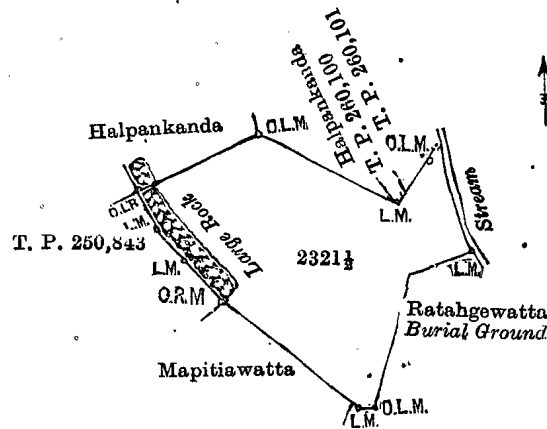 Halpankanda
O.L.M.
Halpankanda
T. P. 260,100
T. P. 260,101
O.L.M.
L.M.
Stream
O.L.R
L.M.
T. P. 250,843
L.M.
Large Rock
O.R.M
2321½
L.M.
Ratahgewatta
Burial Ground
Mapitiawatta
L.M.
O.L.M.